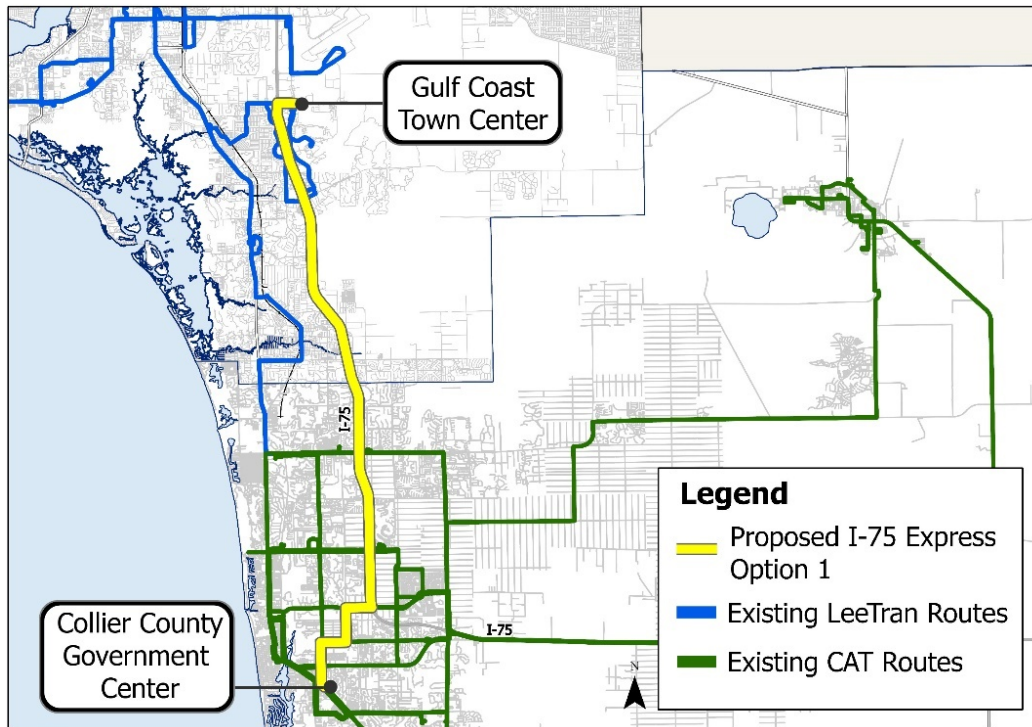 Gulf Coast
Town Center
I-75
Legend
Proposed I-75 Express
Option 1
Existing LeeTran Routes
Existing CAT Routes
Collier County
Government
Center
I-75
N